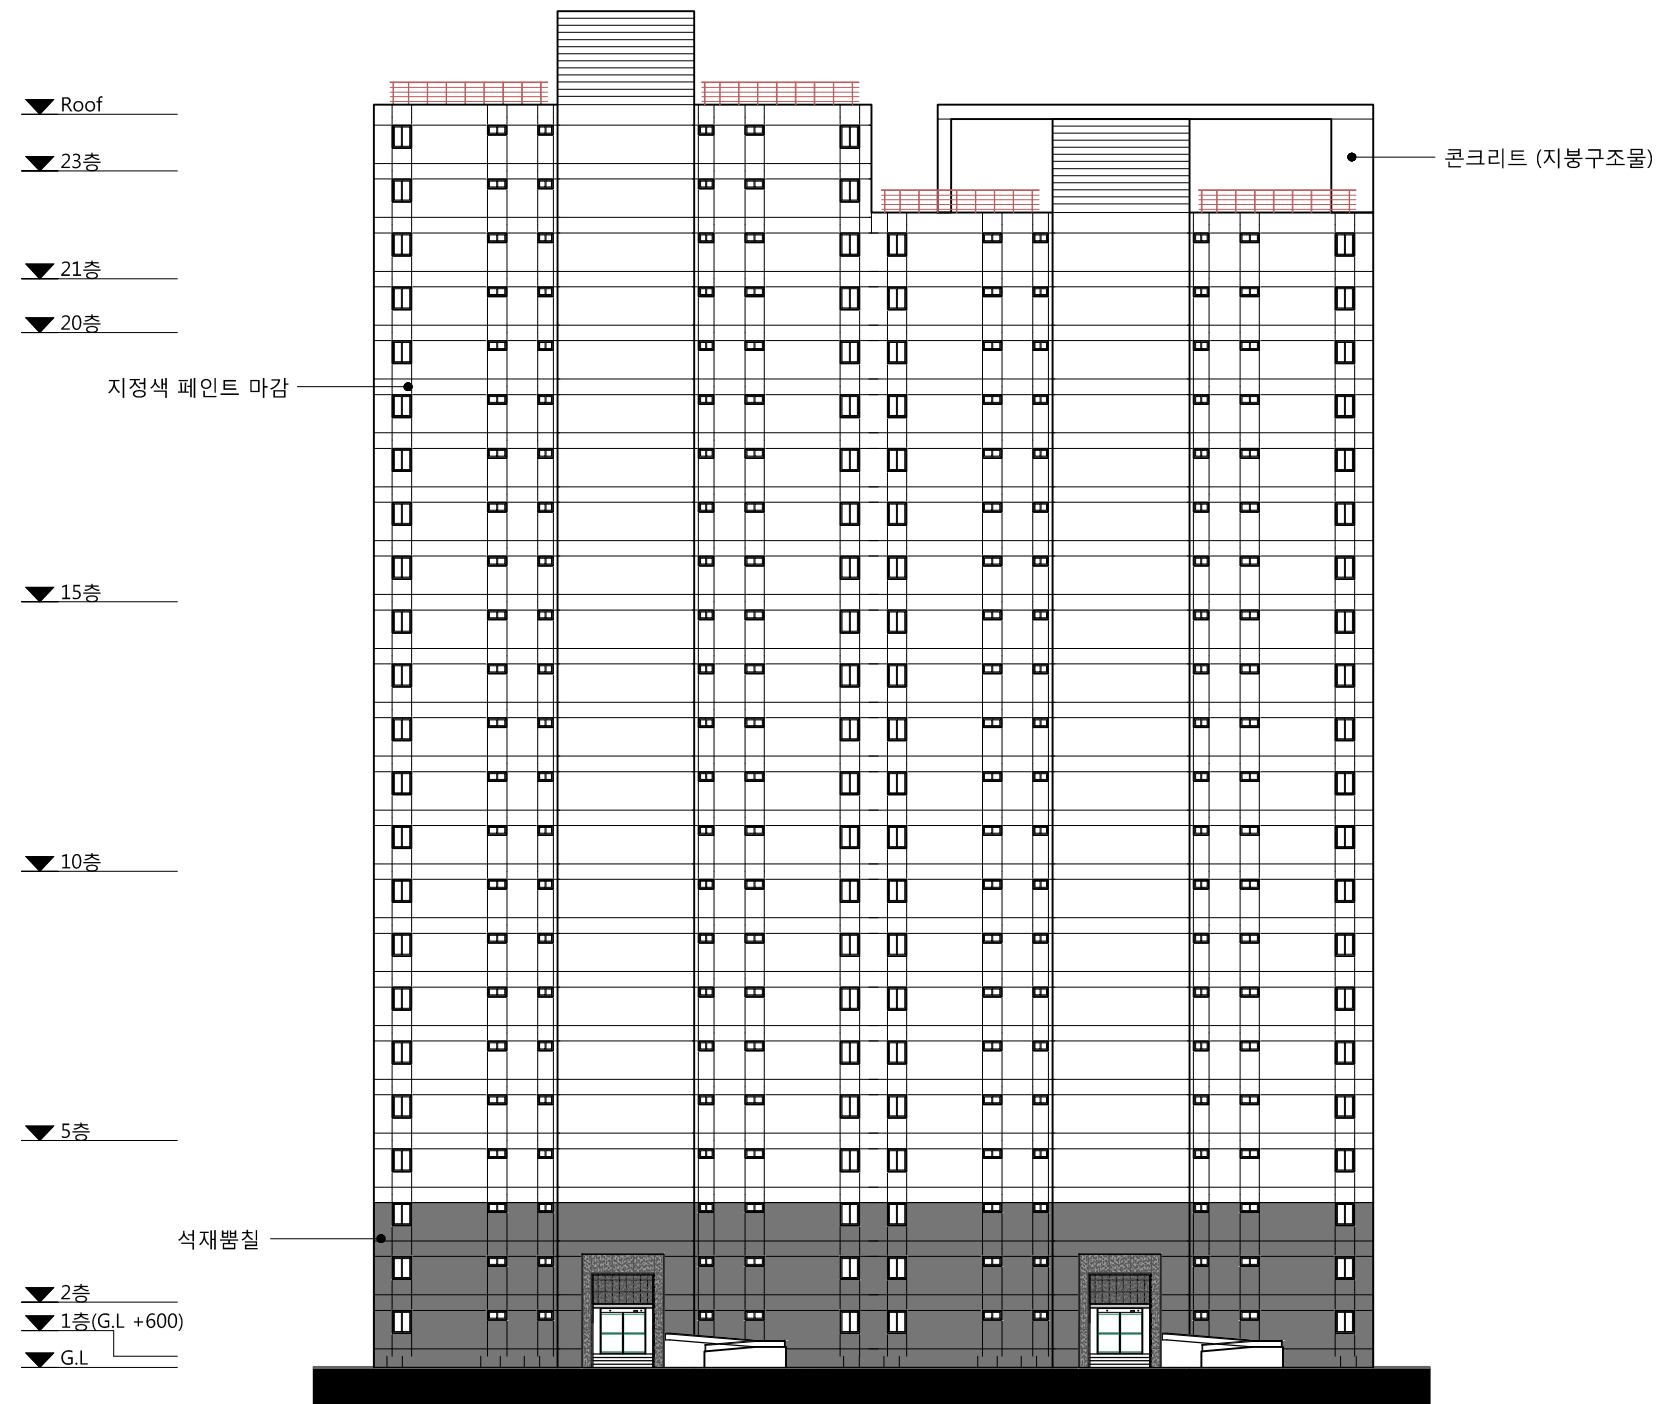 Roof
23층
콘크리트 (지붕구조물)
21층
20층
지정색 페인트 마감
15층
10층
5층
석재뿜칠
2층
1층(G.L +600)
G.L